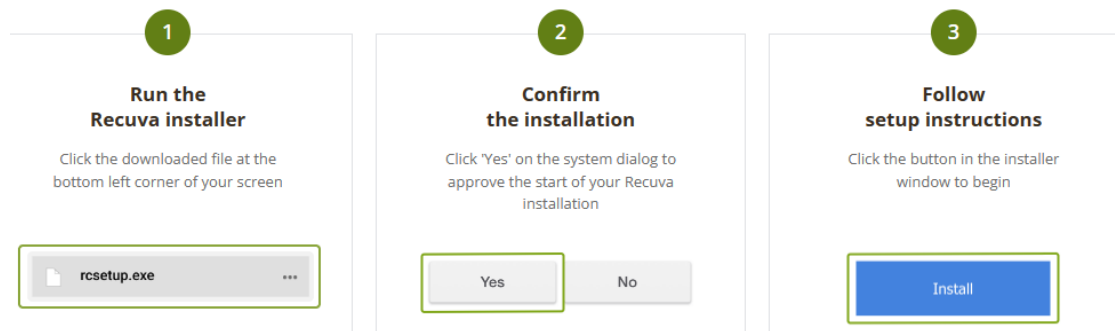 1
Run the
Recuva installer
Click the downloaded file at the
bottom left corner of your screen
rcsetup.exe
...
2
Confirm
the installation
Click 'Yes' on the system dialog to
approve the start of your Recuva
installation
Yes
No
3
Follow
setup instructions
Click the button in the installer
window to begin
Install